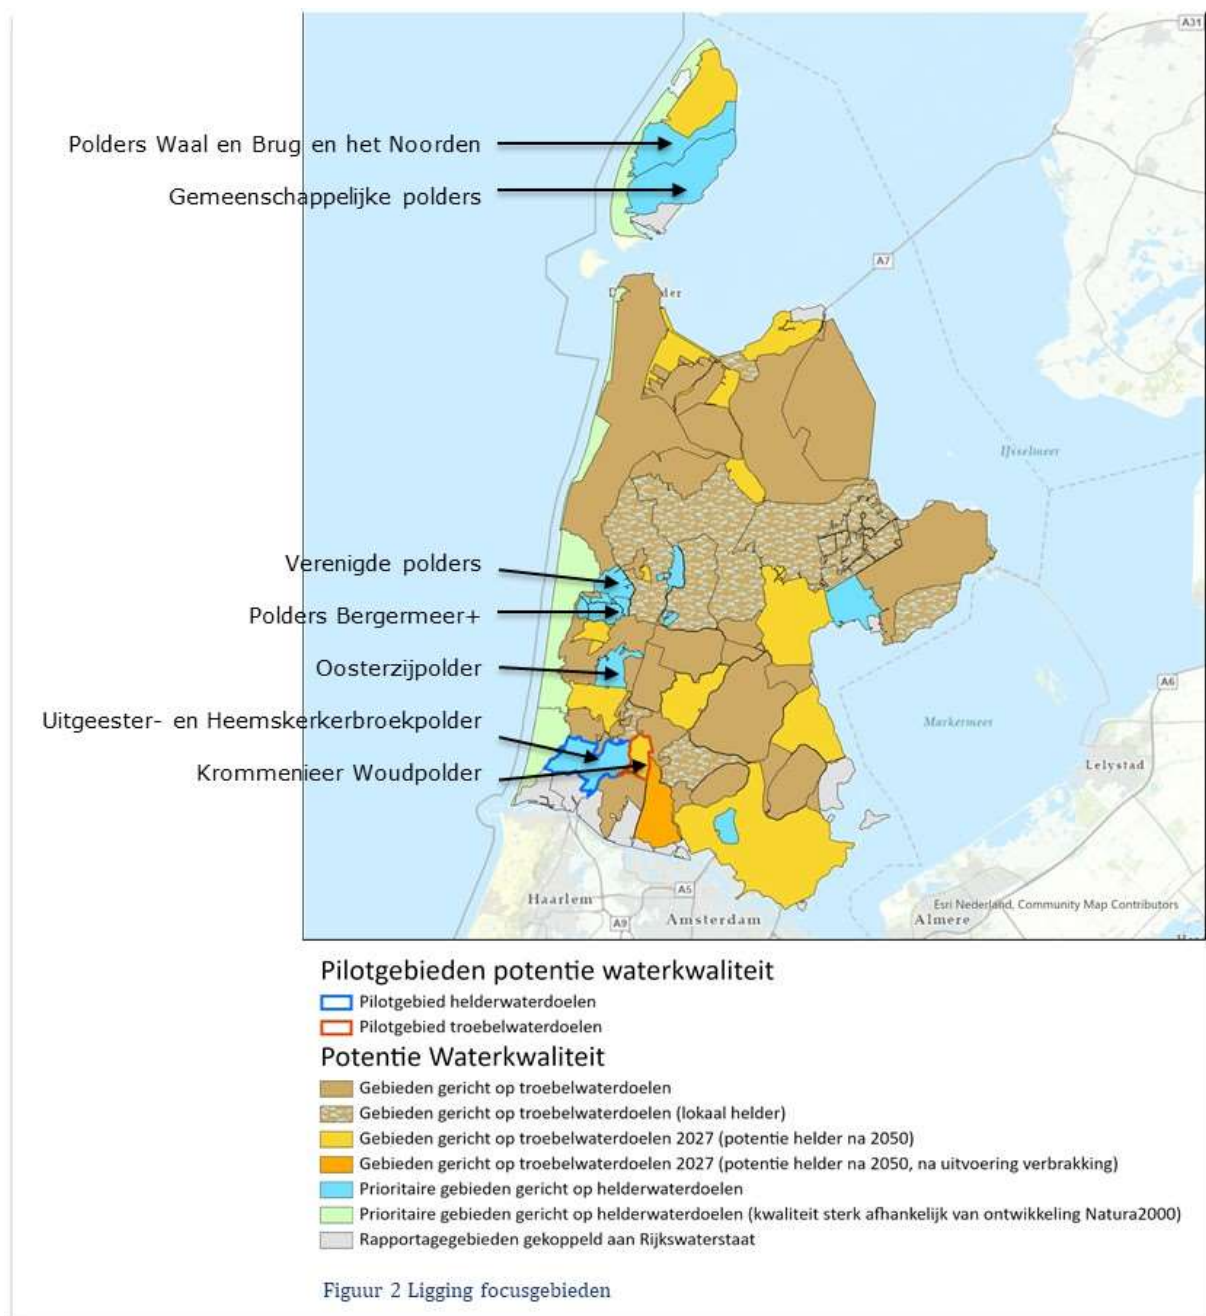 A31
Polders Waal en Brug en het Noorden
Gemeenschappelijke polders
A7
IJsselmeer
Verenigde polders
Polders Bergermeer+
Oosterzijpolder
A6
Uitgeester- en Heemskerkerbroekpolder
Markermeer
Krommenieer Woudpolder
Lelystad
Haarlem
A5
Esri Nederland, Community Map Contributors
A9
Amsterdam
Almere
Pilotgebieden potentie waterkwaliteit
Pilotgebied helderwaterdoelen
Pilotgebied troebelwaterdoelen
Potentie Waterkwaliteit
Gebieden gericht op troebelwaterdoelen
Gebieden gericht op troebelwaterdoelen (lokaal helder)
Gebieden gericht op troebelwaterdoelen 2027 (potentie helder na 2050)
Gebieden gericht op troebelwaterdoelen 2027 (potentie helder na 2050, na uitvoering verbrakking)
Prioritaire gebieden gericht op helderwaterdoelen
Prioritaire gebieden gericht op helderwaterdoelen (kwaliteit sterk afhankelijk van ontwikkeling Natura2000)
Rapportagegebieden gekoppeld aan Rijkswaterstaat
Figuur 2 Ligging focusgebieden